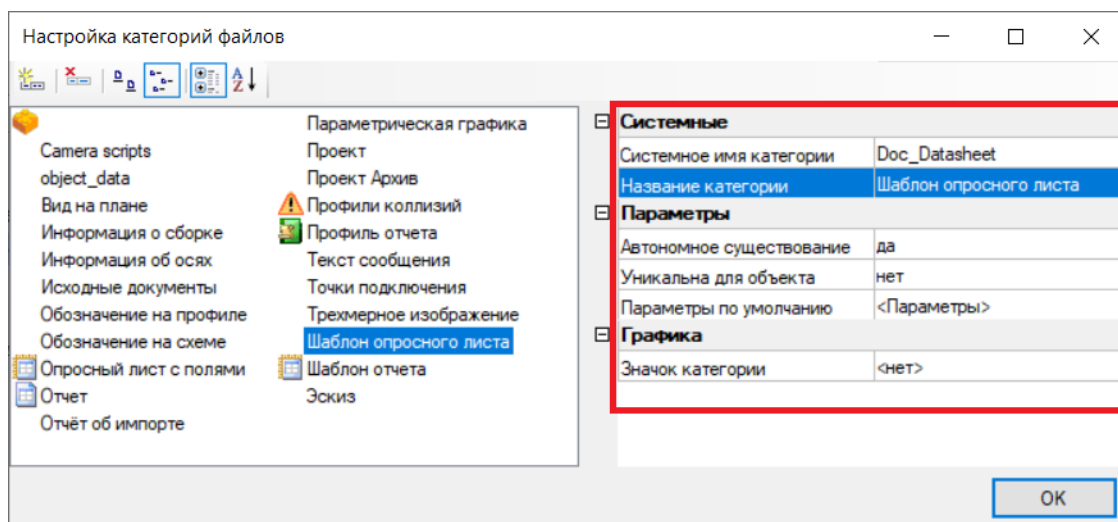 Настройка категорий файлов
Camera scripts
object_data
Вид на плане
Информация о сборке
Информация об осях
Исходные документы
Обозначение на профиле
Обозначение на схеме
Опросный лист с полями
Отчет
Отчёт об импорте
Параметрическая графика
Проект
Проект Архив
Профили коллизий
Профиль отчета
Текст сообщения
Точки подключения
Трехмерное изображение
Шаблон опросного листа
Шаблон отчета
Эскиз
Системные
Системное имя категории Doc_Datasheet
Название категории Шаблон опросного листа
Параметры
Автономное существование да
Уникальна для объекта нет
Параметры по умолчанию <Параметры>
Графика
Значок категории <нет>
OK